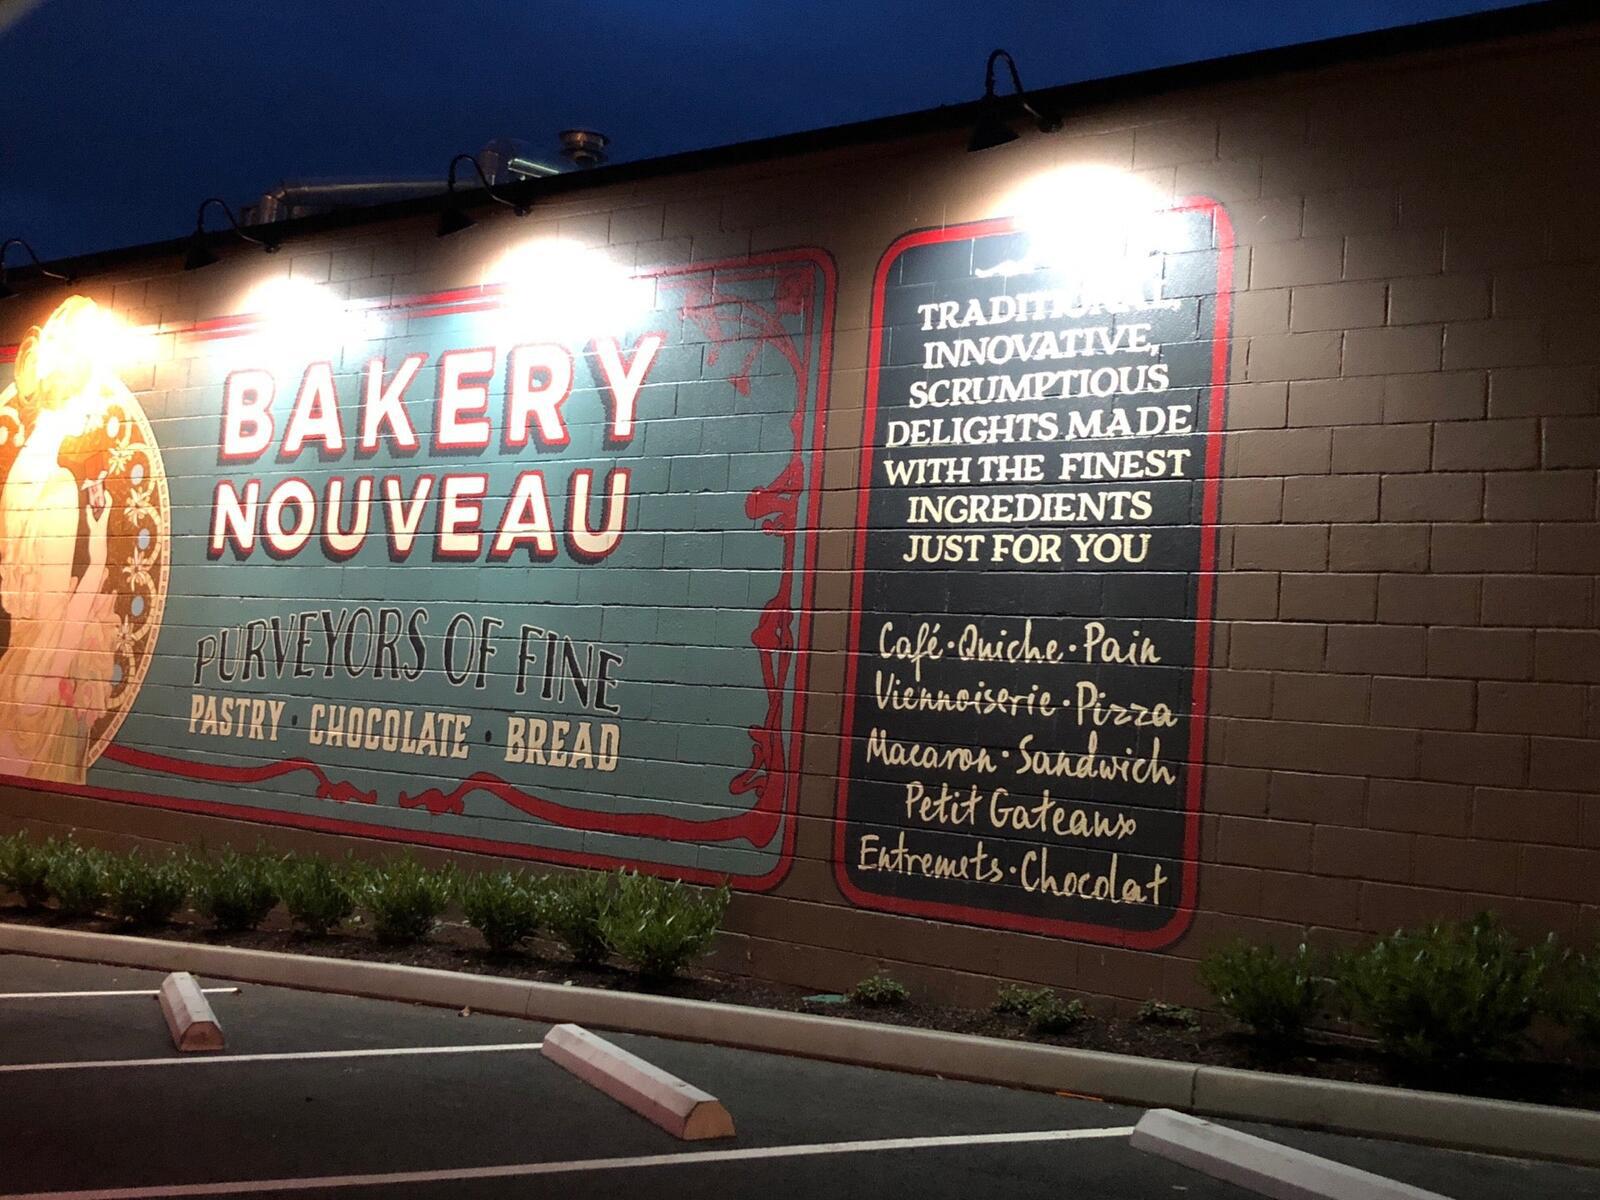 BAKERY
NOUVEAU
PURVEYORS OF FINE
PASTRY · CHOCOLATE · BREAD
TRADITIONAL,
INNOVATIVE,
SCRUMPTIOUS
DELIGHTS MADE
WITH THE FINEST
INGREDIENTS
JUST FOR YOU
Café · Quiche · Pain
Viennoiserie · Pizza
Macaron · Sandwich
Petit Gateaux
Entremets · Chocolat